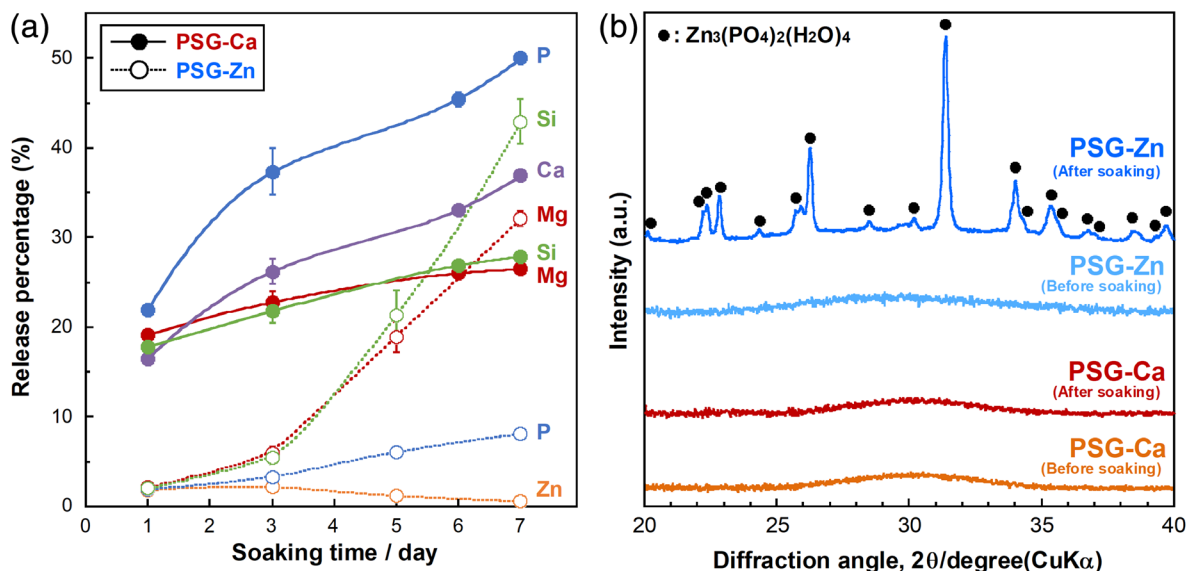 (a)
PSG-Ca
PSG-Zn
P
Si
Ca
Mg
Si
Mg
P
Zn
50
40
30
20
10
0
0 1 2 3 4 5 6 7
Release percentage (%)
Soaking time / day
(b)
● : Zn3(PO4)2(H2O)4
PSG-Zn
(After soaking)
PSG-Zn
(Before soaking)
PSG-Ca
(After soaking)
PSG-Ca
(Before soaking)
Intensity (a.u.)
20 25 30 35 40
Diffraction angle, 2θ/degree(CuKα)